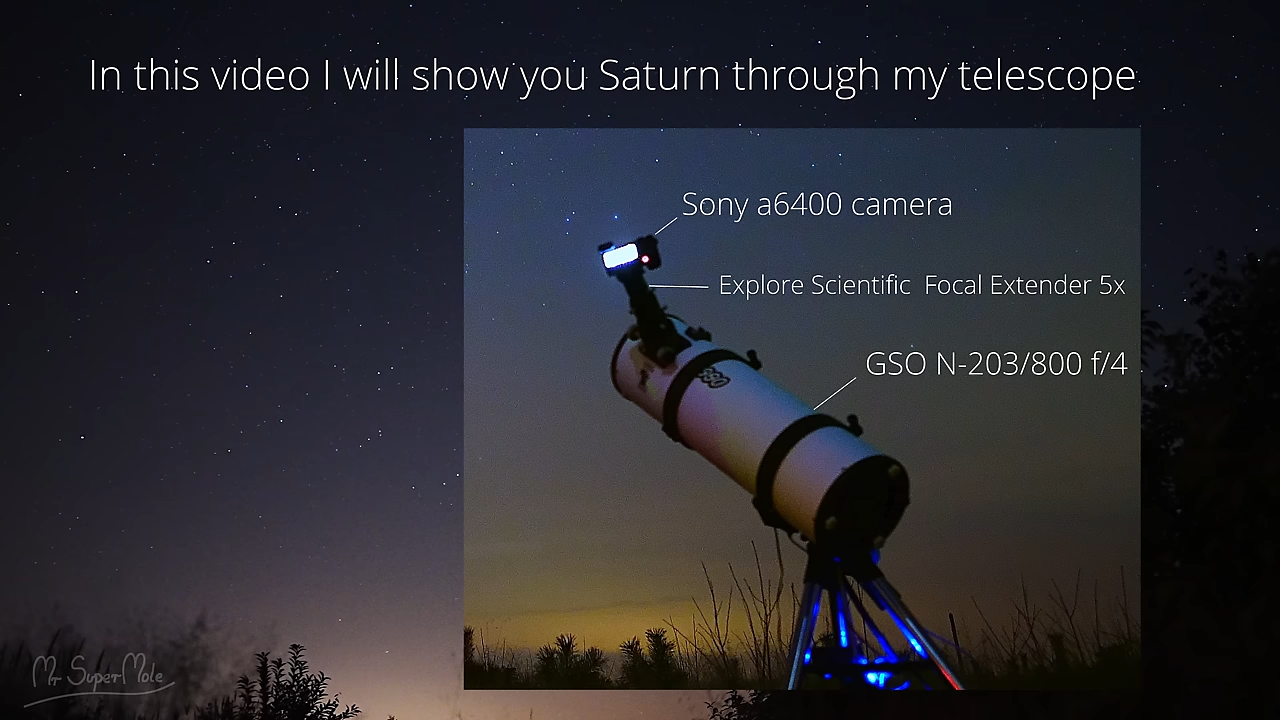 In this video I will show you Saturn through my telescope
Sony a6400 camera
Explore Scientific Focal Extender 5x
GSO N-203/800 f/4
GSO
Mr SuperMole